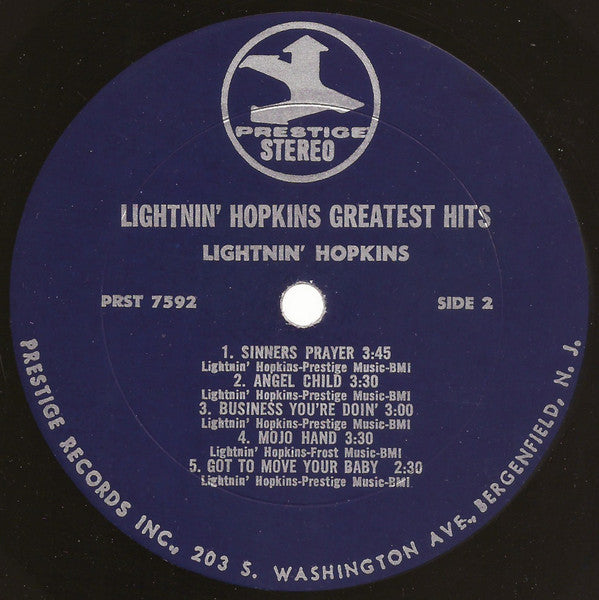 PRESTIGE
STEREO
LIGHTNIN' HOPKINS GREATEST HITS
LIGHTNIN' HOPKINS
PRST 7592
SIDE 2
1. SINNERS PRAYER 3:45
Lightnin' Hopkins-Prestige Music-BMI
2. ANGEL CHILD 3:30
Lightnin' Hopkins-Prestige Music-BMI
3. BUSINESS YOU'RE DOIN' 3:00
Lightnin' Hopkins-Prestige Music-BMI
4. MOJO HAND 3:30
Lightnin' Hopkins-Frost Music-BMI
5. GOT TO MOVE YOUR BABY 2:30
Lightnin' Hopkins-Prestige Music-BMI
PRESTIGE RECORDS INC., 203 S. WASHINGTON AVE., BERGENFIELD, N. J.